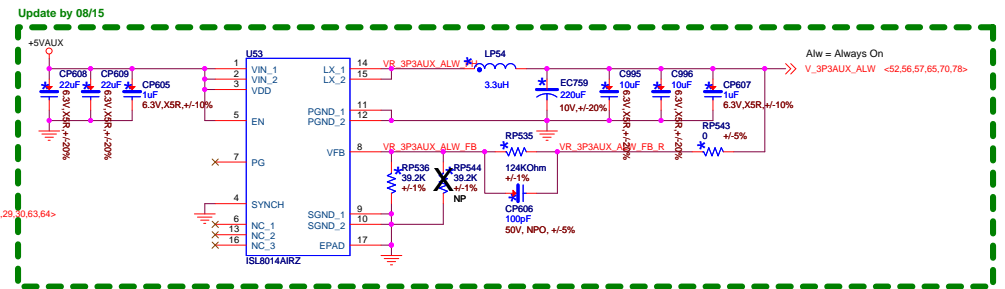 Update by 08/15
+5VAUX
CP608
22uF
6.3V,X5R,+/-20%
CP609
22uF
6.3V,X5R,+/-20%
CP605
1uF
6.3V,X5R,+/-10%
U53
1 VIN_1
2 VIN_2
3 VDD
5 EN
7 PG
4 SYNCH
6 NC_1
13 NC_2
16 NC_3
LX_1 14
LX_2 15
PGND_1 11
PGND_2 12
VFB 8
SGND_1 9
SGND_2 10
EPAD 17
ISL8014AIRZ
VR_3P3AUX_ALW
LP54
3.3uH
EC759
220uF
10V,+/-20%
C995
10uF
6.3V,X5R,+/-20%
C996
10uF
6.3V,X5R,+/-20%
CP607
1uF
6.3V,X5R,+/-10%
Alw = Always On
V_3P3AUX_ALW <52,56,57,65,70,78>
VR_3P3AUX_ALW_FB
RP536
39.2K
+/-1%
RP544
39.2K
+/-1%
NP
RP535
124KOhm
+/-1%
CP606
100pF
50V, NPO, +/-5%
VR_3P3AUX_ALW_FB_R
RP543
0 +/-5%
,29,30,63,64>